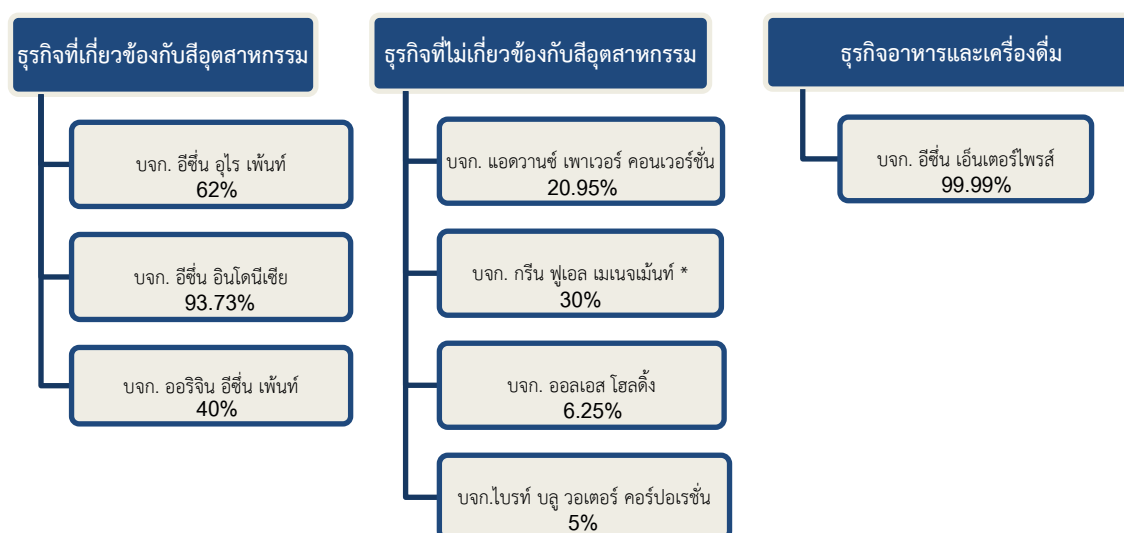 ธุรกิจที่เกี่ยวข้องกับสีอุตสาหกรรม
บจก. อีซึ่น อุไร เพ้นท์
62%
บจก. อีซึ่น อินโดนีเซีย
93.73%
บจก. ออริจิน อีซึ่น เพ้นท์
40%
ธุรกิจที่ไม่เกี่ยวข้องกับสีอุตสาหกรรม
บจก. แอดวานซ์ เพาเวอร์ คอนเวอร์ชั่น
20.95%
บจก. กรีน ฟูเอล เมเนจเม้นท์ *
30%
บจก. ออลเอส โฮลดิ้ง
6.25%
บจก.ไบรท์ บลู วอเตอร์ คอร์ปอเรชั่น
5%
ธุรกิจอาหารและเครื่องดื่ม
บจก. อีซึ่น เอ็นเตอร์ไพรส์
99.99%